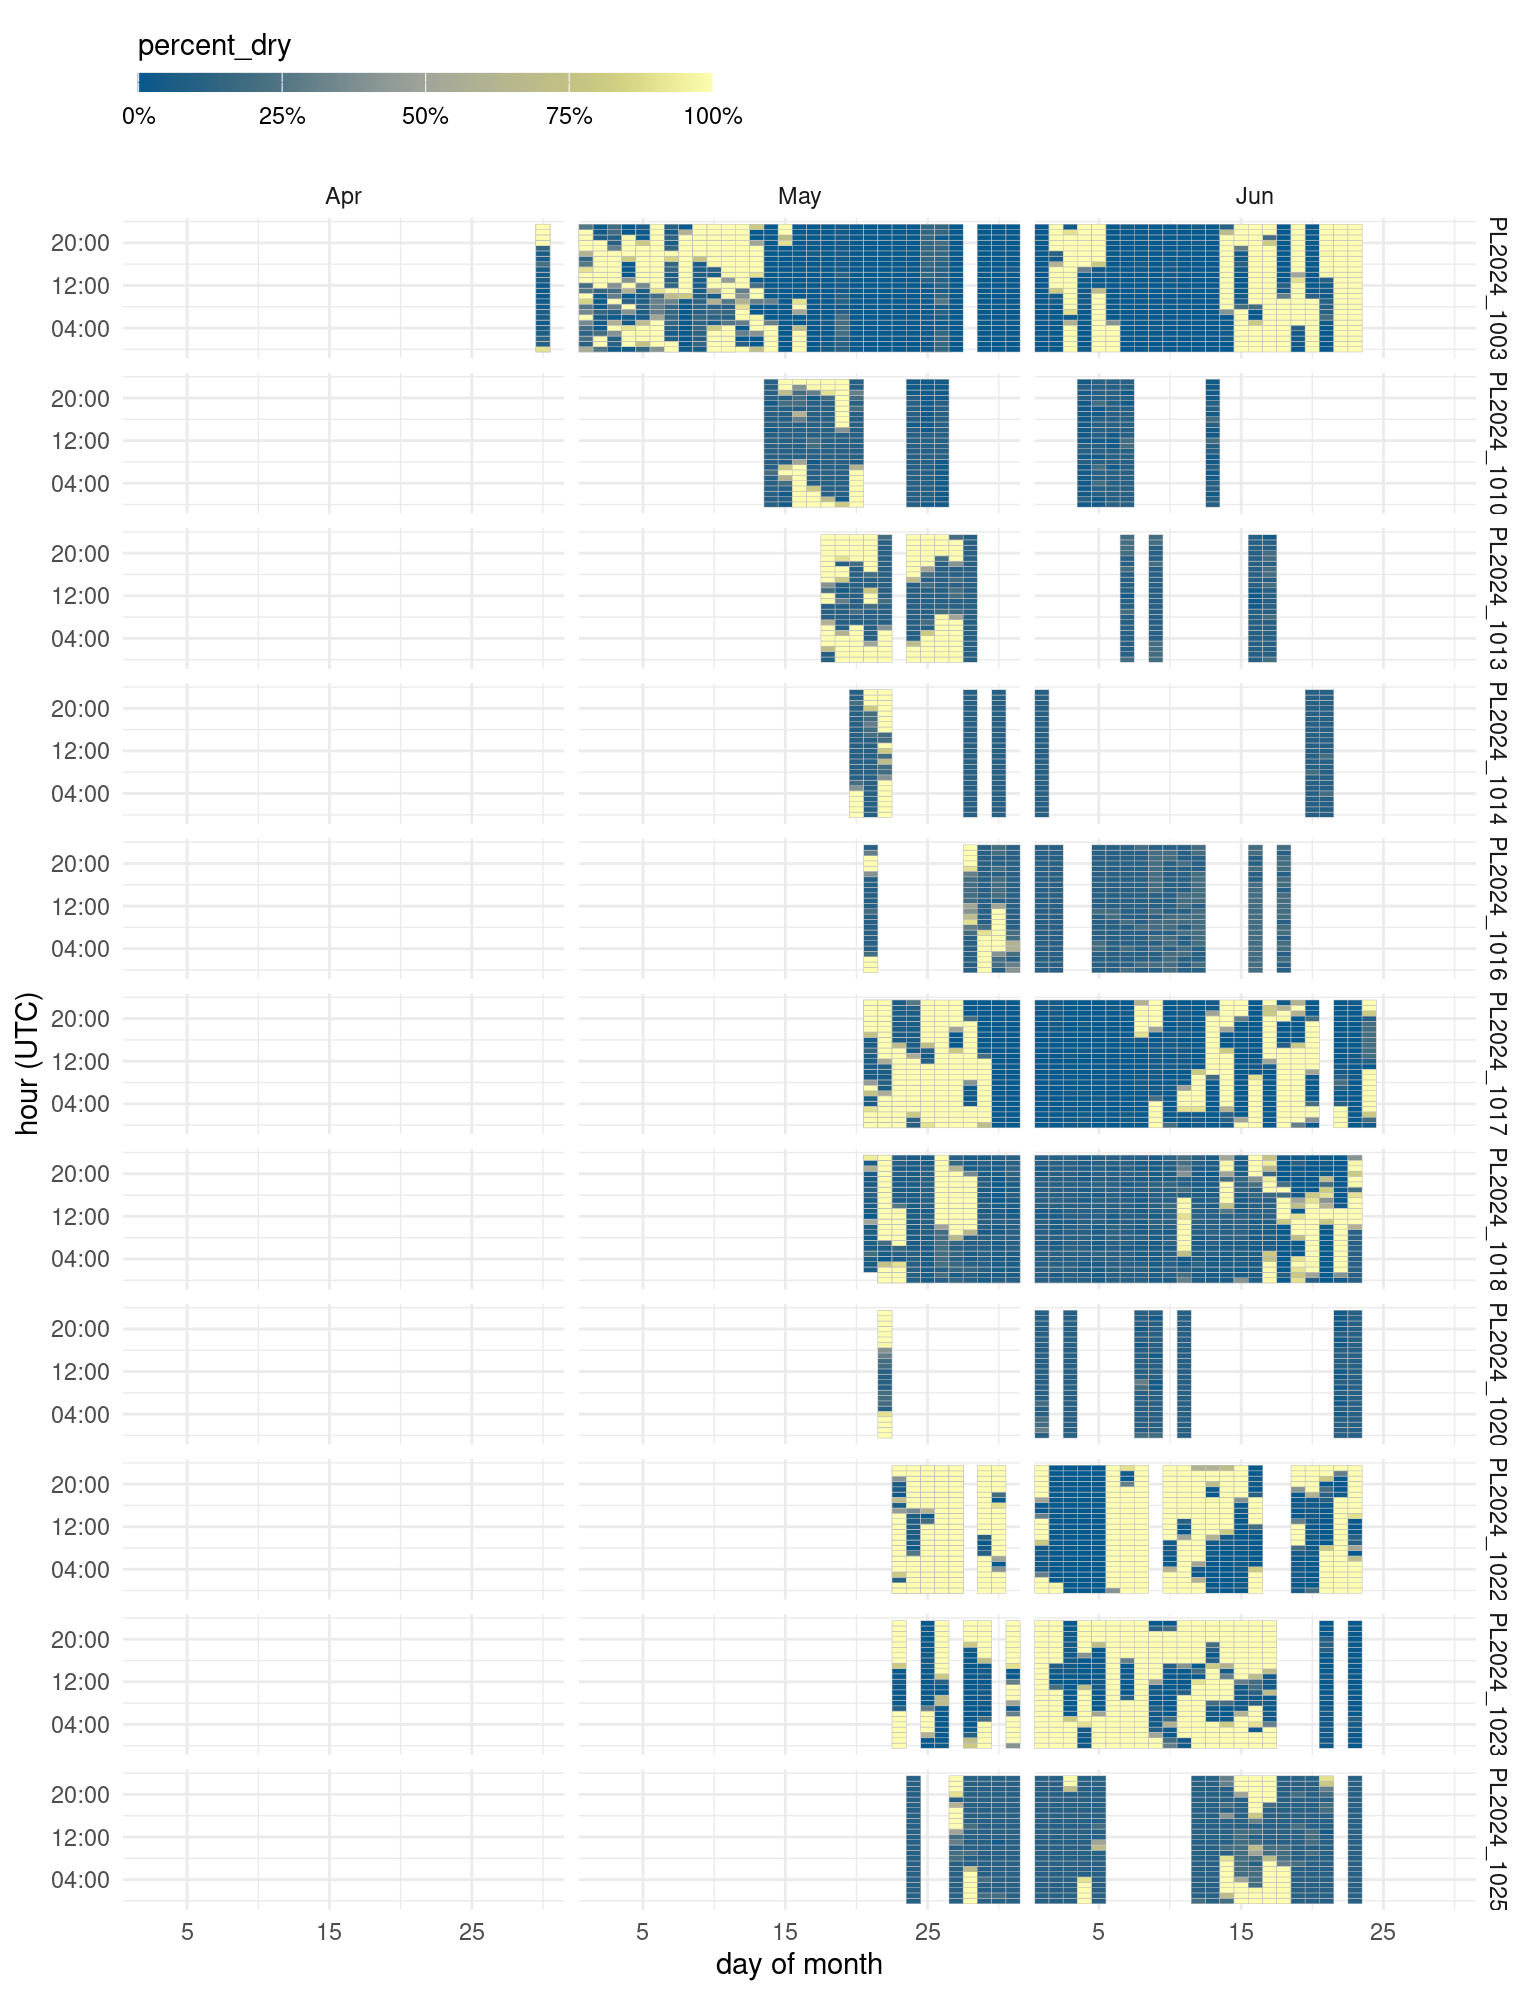 percent_dry
0% 25% 50% 75% 100%
Apr May Jun
20:00
12:00
04:00
PL2024_1003
20:00
12:00
04:00
PL2024_1010
20:00
12:00
04:00
PL2024_1013
20:00
12:00
04:00
PL2024_1014
20:00
12:00
04:00
PL2024_1016
20:00
12:00
04:00
PL2024_1017
20:00
12:00
04:00
PL2024_1018
20:00
12:00
04:00
PL2024_1020
20:00
12:00
04:00
PL2024_1022
20:00
12:00
04:00
PL2024_1023
20:00
12:00
04:00
PL2024_1025
hour (UTC)
5 15 25 5 15 25 5 15 25
day of month